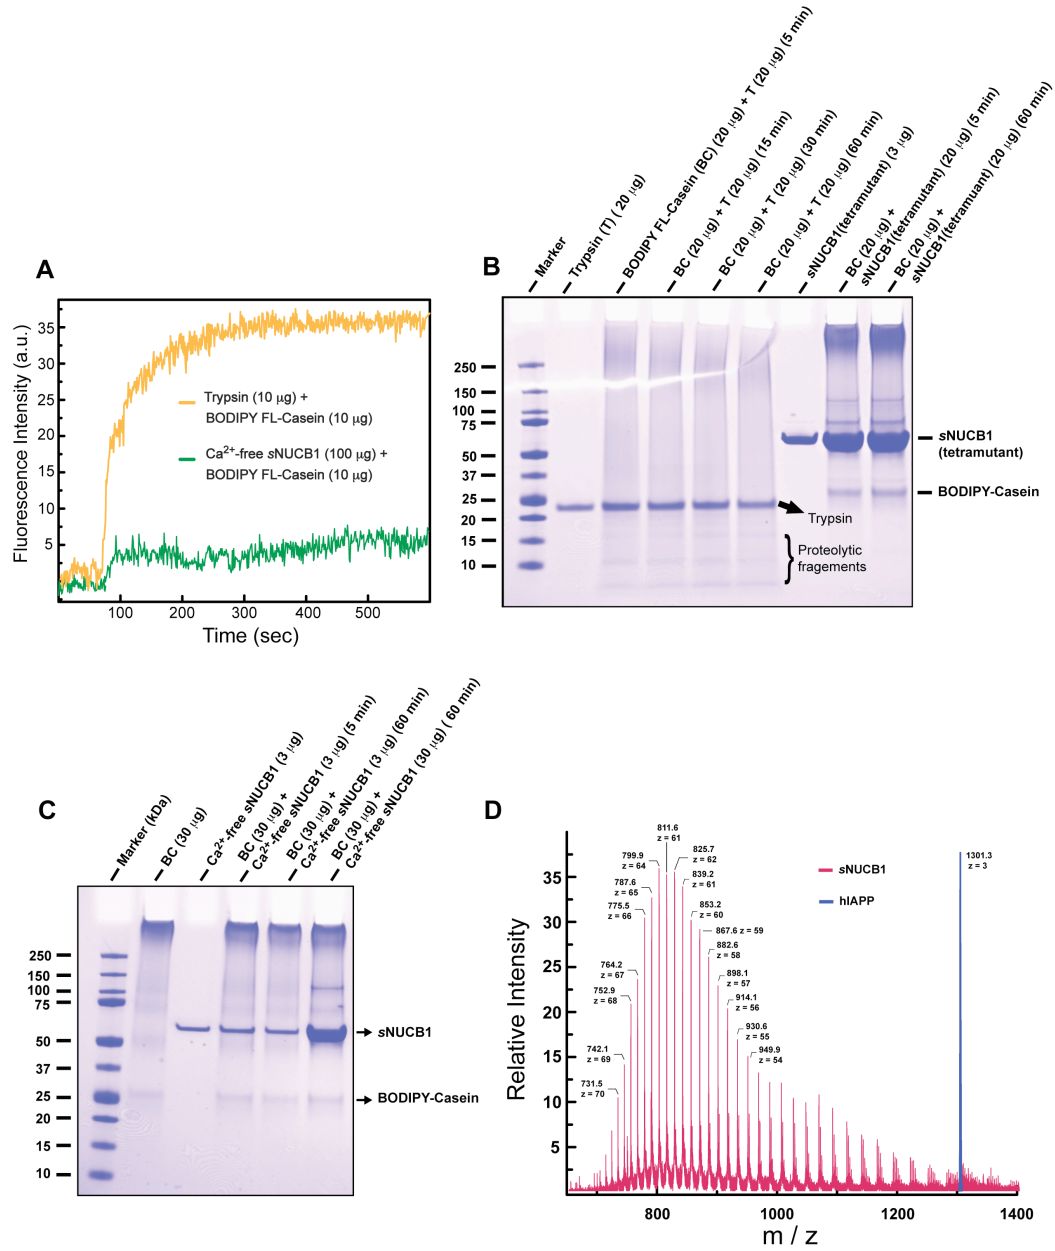 A
Fluorescence Intensity (a.u.)
35
30
25
20
15
10
5
Trypsin (10 µg) +
BODIPY FL-Casein (10 µg)
Ca2+-free sNUCB1 (100 µg) +
BODIPY FL-Casein (10 µg)
100
200
300
400
500
Time (sec)
B
Marker
Trypsin (T) ( 20 µg)
BODIPY FL-Casein (BC) (20 µg) + T (20 µg) (5 min)
BC (20 µg) + T (20 µg) (15 min)
BC (20 µg) + T (20 µg) (30 min)
BC (20 µg) + T (20 µg) (60 min)
sNUCB1(tetramutant) (3 µg)
BC (20 µg) +
sNUCB1(tetramutant) (20 µg) (5 min)
BC (20 µg) +
sNUCB1(tetramuant) (20 µg) (60 min)
250
150
100
75
50
37
25
20
15
10
sNUCB1
(tetramutant)
BODIPY-Casein
Trypsin
Proteolytic
fragements
C
Marker (kDa)
BC (30 µg)
Ca2+-free sNUCB1 (3 µg)
BC (30 µg) +
Ca2+-free sNUCB1 (3 µg) (5 min)
BC (30 µg) +
Ca2+-free sNUCB1 (3 µg) (60 min)
BC (30 µg) +
Ca2+-free sNUCB1 (30 µg) ( 60 min)
250
150
100
75
50
37
25
20
15
10
sNUCB1
BODIPY-Casein
D
Relative Intensity
35
30
25
20
15
10
5
731.5
z = 70
742.1
z = 69
752.9
z = 68
764.2
z = 67
775.5
z = 66
787.6
z = 65
799.9
z = 64
811.6
z = 61
825.7
z = 62
839.2
z = 61
853.2
z = 60
867.6 z = 59
882.6
z = 58
898.1
z = 57
914.1
z = 56
930.6
z = 55
949.9
z = 54
sNUCB1
hIAPP
1301.3
z = 3
800
1000
1200
1400
m / z